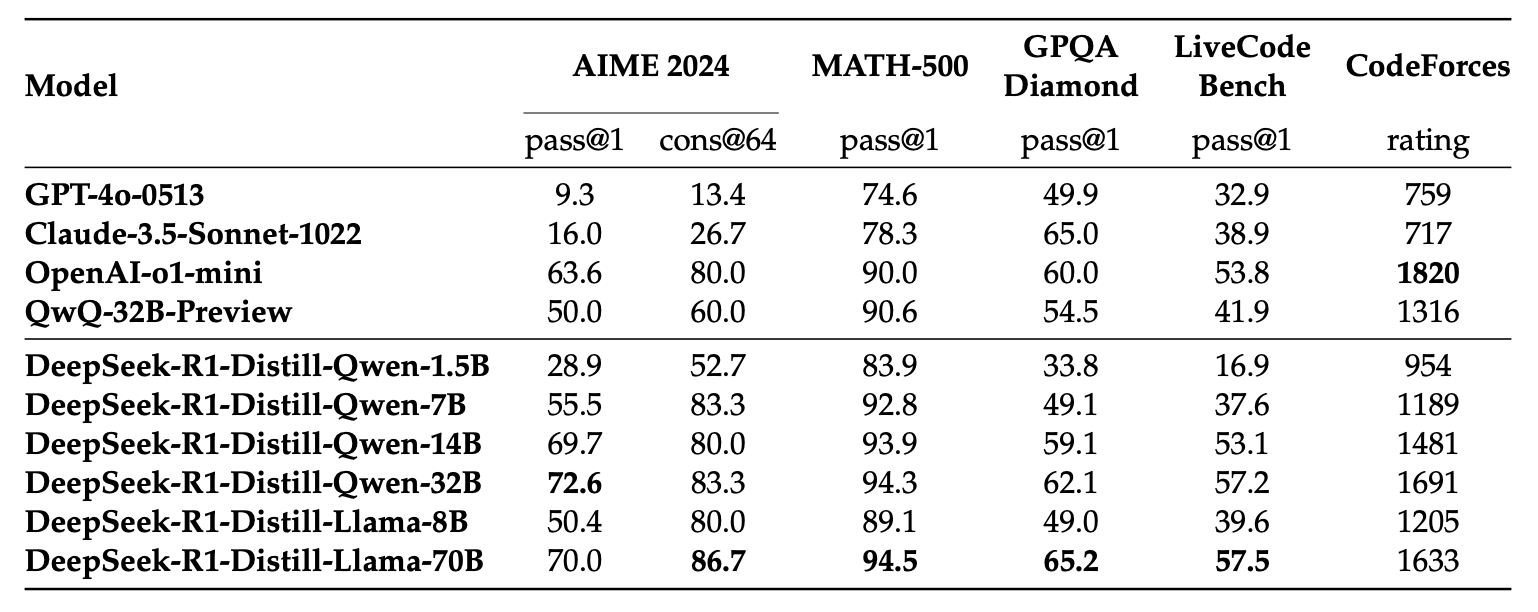 Model AIME 2024 MATH-500 GPQA Diamond LiveCode Bench CodeForces
pass@1 cons@64 pass@1 pass@1 pass@1 rating
GPT-4o-0513 9.3 13.4 74.6 49.9 32.9 759
Claude-3.5-Sonnet-1022 16.0 26.7 78.3 65.0 38.9 717
OpenAI-o1-mini 63.6 80.0 90.0 60.0 53.8 1820
QwQ-32B-Preview 50.0 60.0 90.6 54.5 41.9 1316
DeepSeek-R1-Distill-Qwen-1.5B 28.9 52.7 83.9 33.8 16.9 954
DeepSeek-R1-Distill-Qwen-7B 55.5 83.3 92.8 49.1 37.6 1189
DeepSeek-R1-Distill-Qwen-14B 69.7 80.0 93.9 59.1 53.1 1481
DeepSeek-R1-Distill-Qwen-32B 72.6 83.3 94.3 62.1 57.2 1691
DeepSeek-R1-Distill-Llama-8B 50.4 80.0 89.1 49.0 39.6 1205
DeepSeek-R1-Distill-Llama-70B 70.0 86.7 94.5 65.2 57.5 1633